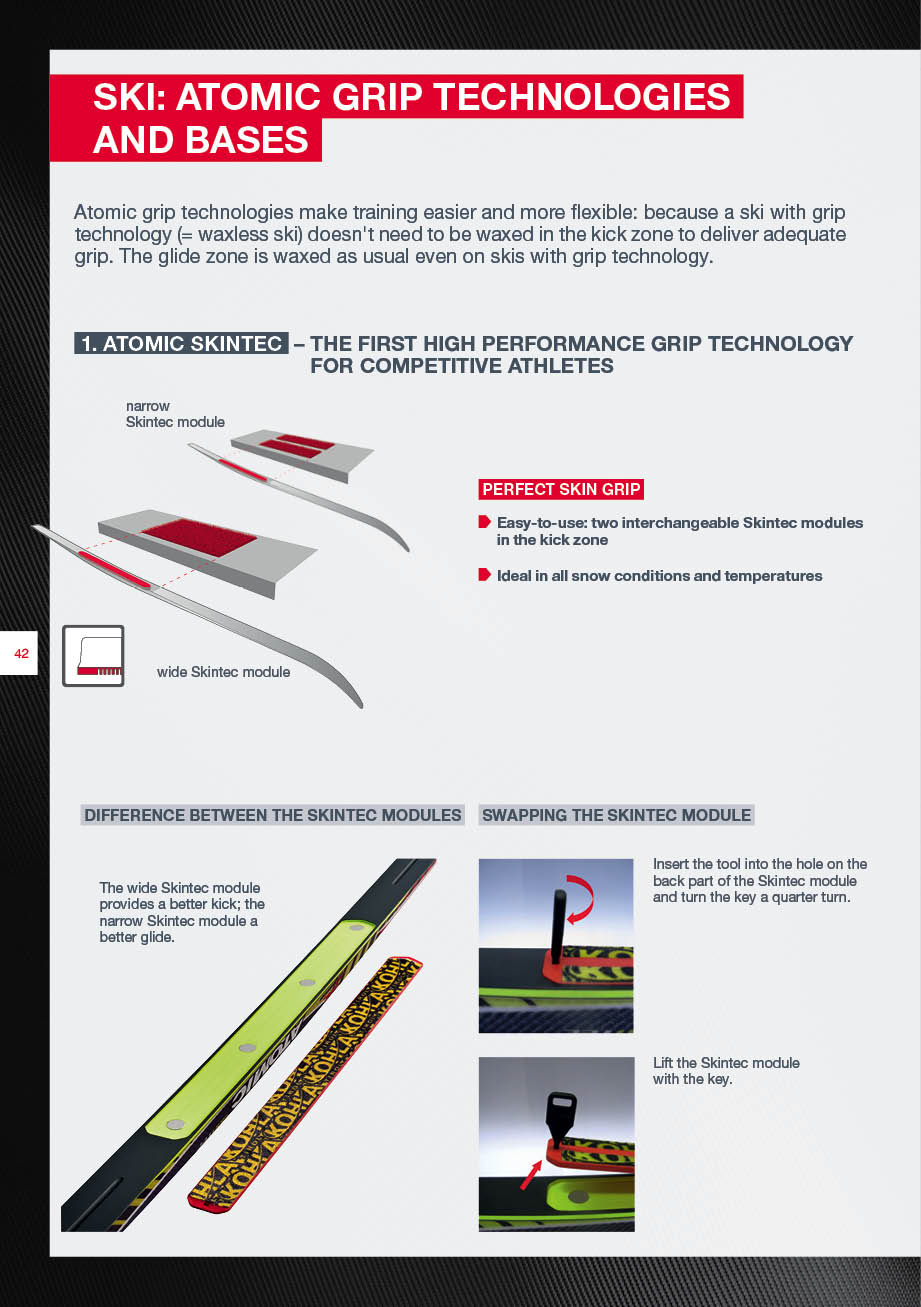 SKI: ATOMIC GRIP TECHNOLOGIES
AND BASES
Atomic grip technologies make training easier and more flexible: because a ski with grip
technology (= waxless ski) doesn't need to be waxed in the kick zone to deliver adequate
grip. The glide zone is waxed as usual even on skis with grip technology.
1. ATOMIC SKINTEC – THE FIRST HIGH PERFORMANCE GRIP TECHNOLOGY
FOR COMPETITIVE ATHLETES
narrow
Skintec module
PERFECT SKIN GRIP
Easy-to-use: two interchangeable Skintec modules
in the kick zone
Ideal in all snow conditions and temperatures
42
wide Skintec module
DIFFERENCE BETWEEN THE SKINTEC MODULES
The wide Skintec module
provides a better kick; the
narrow Skintec module a
better glide.
ATOMIC
KOHLA
KOHLA
KOHLA
SWAPPING THE SKINTEC MODULE
Insert the tool into the hole on the
back part of the Skintec module
and turn the key a quarter turn.
Lift the Skintec module
with the key.